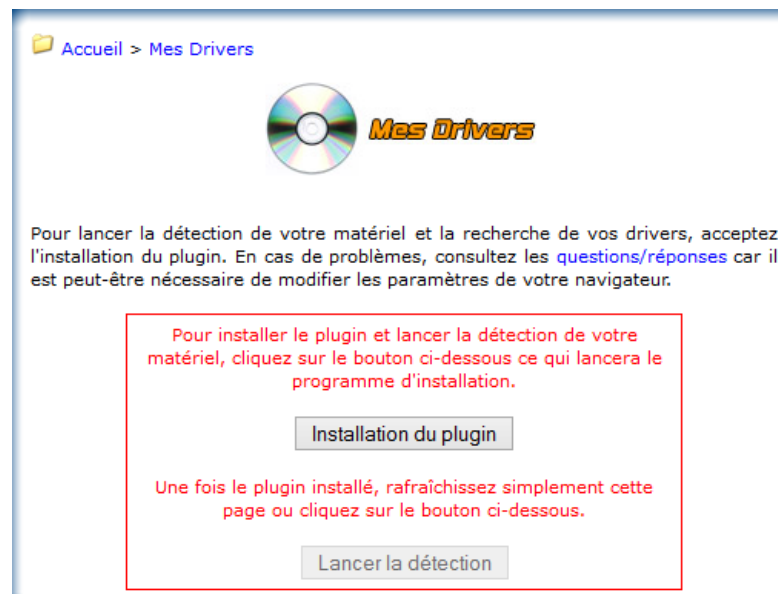 Accueil > Mes Drivers
Mes Drivers
Pour lancer la détection de votre matériel et la recherche de vos drivers, acceptez
l'installation du plugin. En cas de problèmes, consultez les questions/réponses car il
est peut-être nécessaire de modifier les paramètres de votre navigateur.
Pour installer le plugin et lancer la détection de votre
matériel, cliquez sur le bouton ci-dessous ce qui lancera le
programme d'installation.
Installation du plugin
Une fois le plugin installé, rafraîchissez simplement cette
page ou cliquez sur le bouton ci-dessous.
Lancer la détection